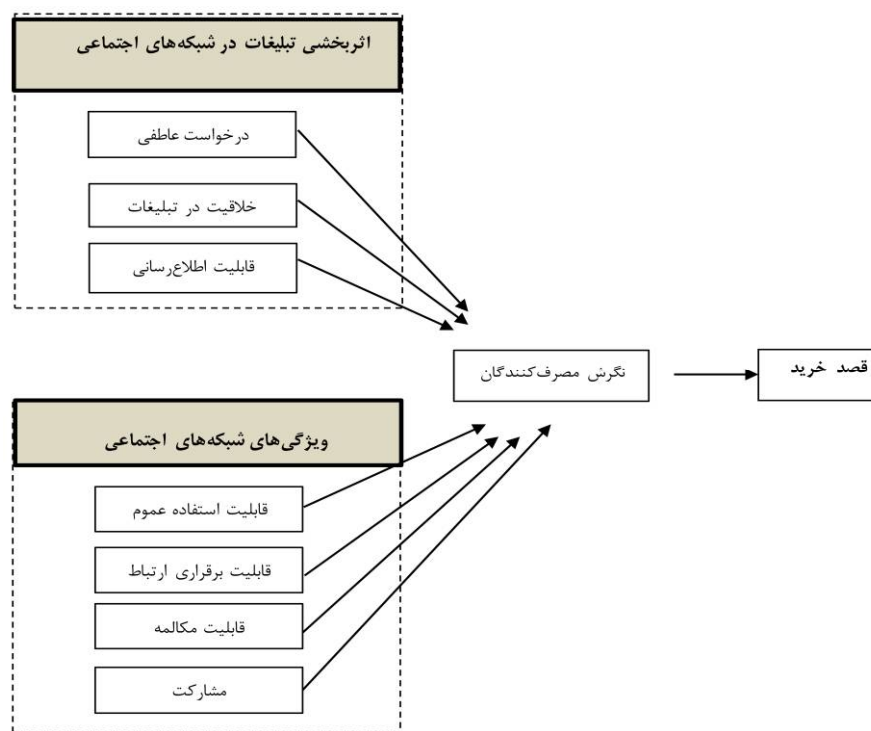 اثربخشی تبلیغات در شبکه‌های اجتماعی
درخواست عاطفی
خلاقیت در تبلیغات
قابلیت اطلاع‌رسانی
نگرش مصرف‌کنندگان
قصد خرید
ویژگی‌های شبکه‌های اجتماعی
قابلیت استفاده عموم
قابلیت برقراری ارتباط
قابلیت مکالمه
مشارکت